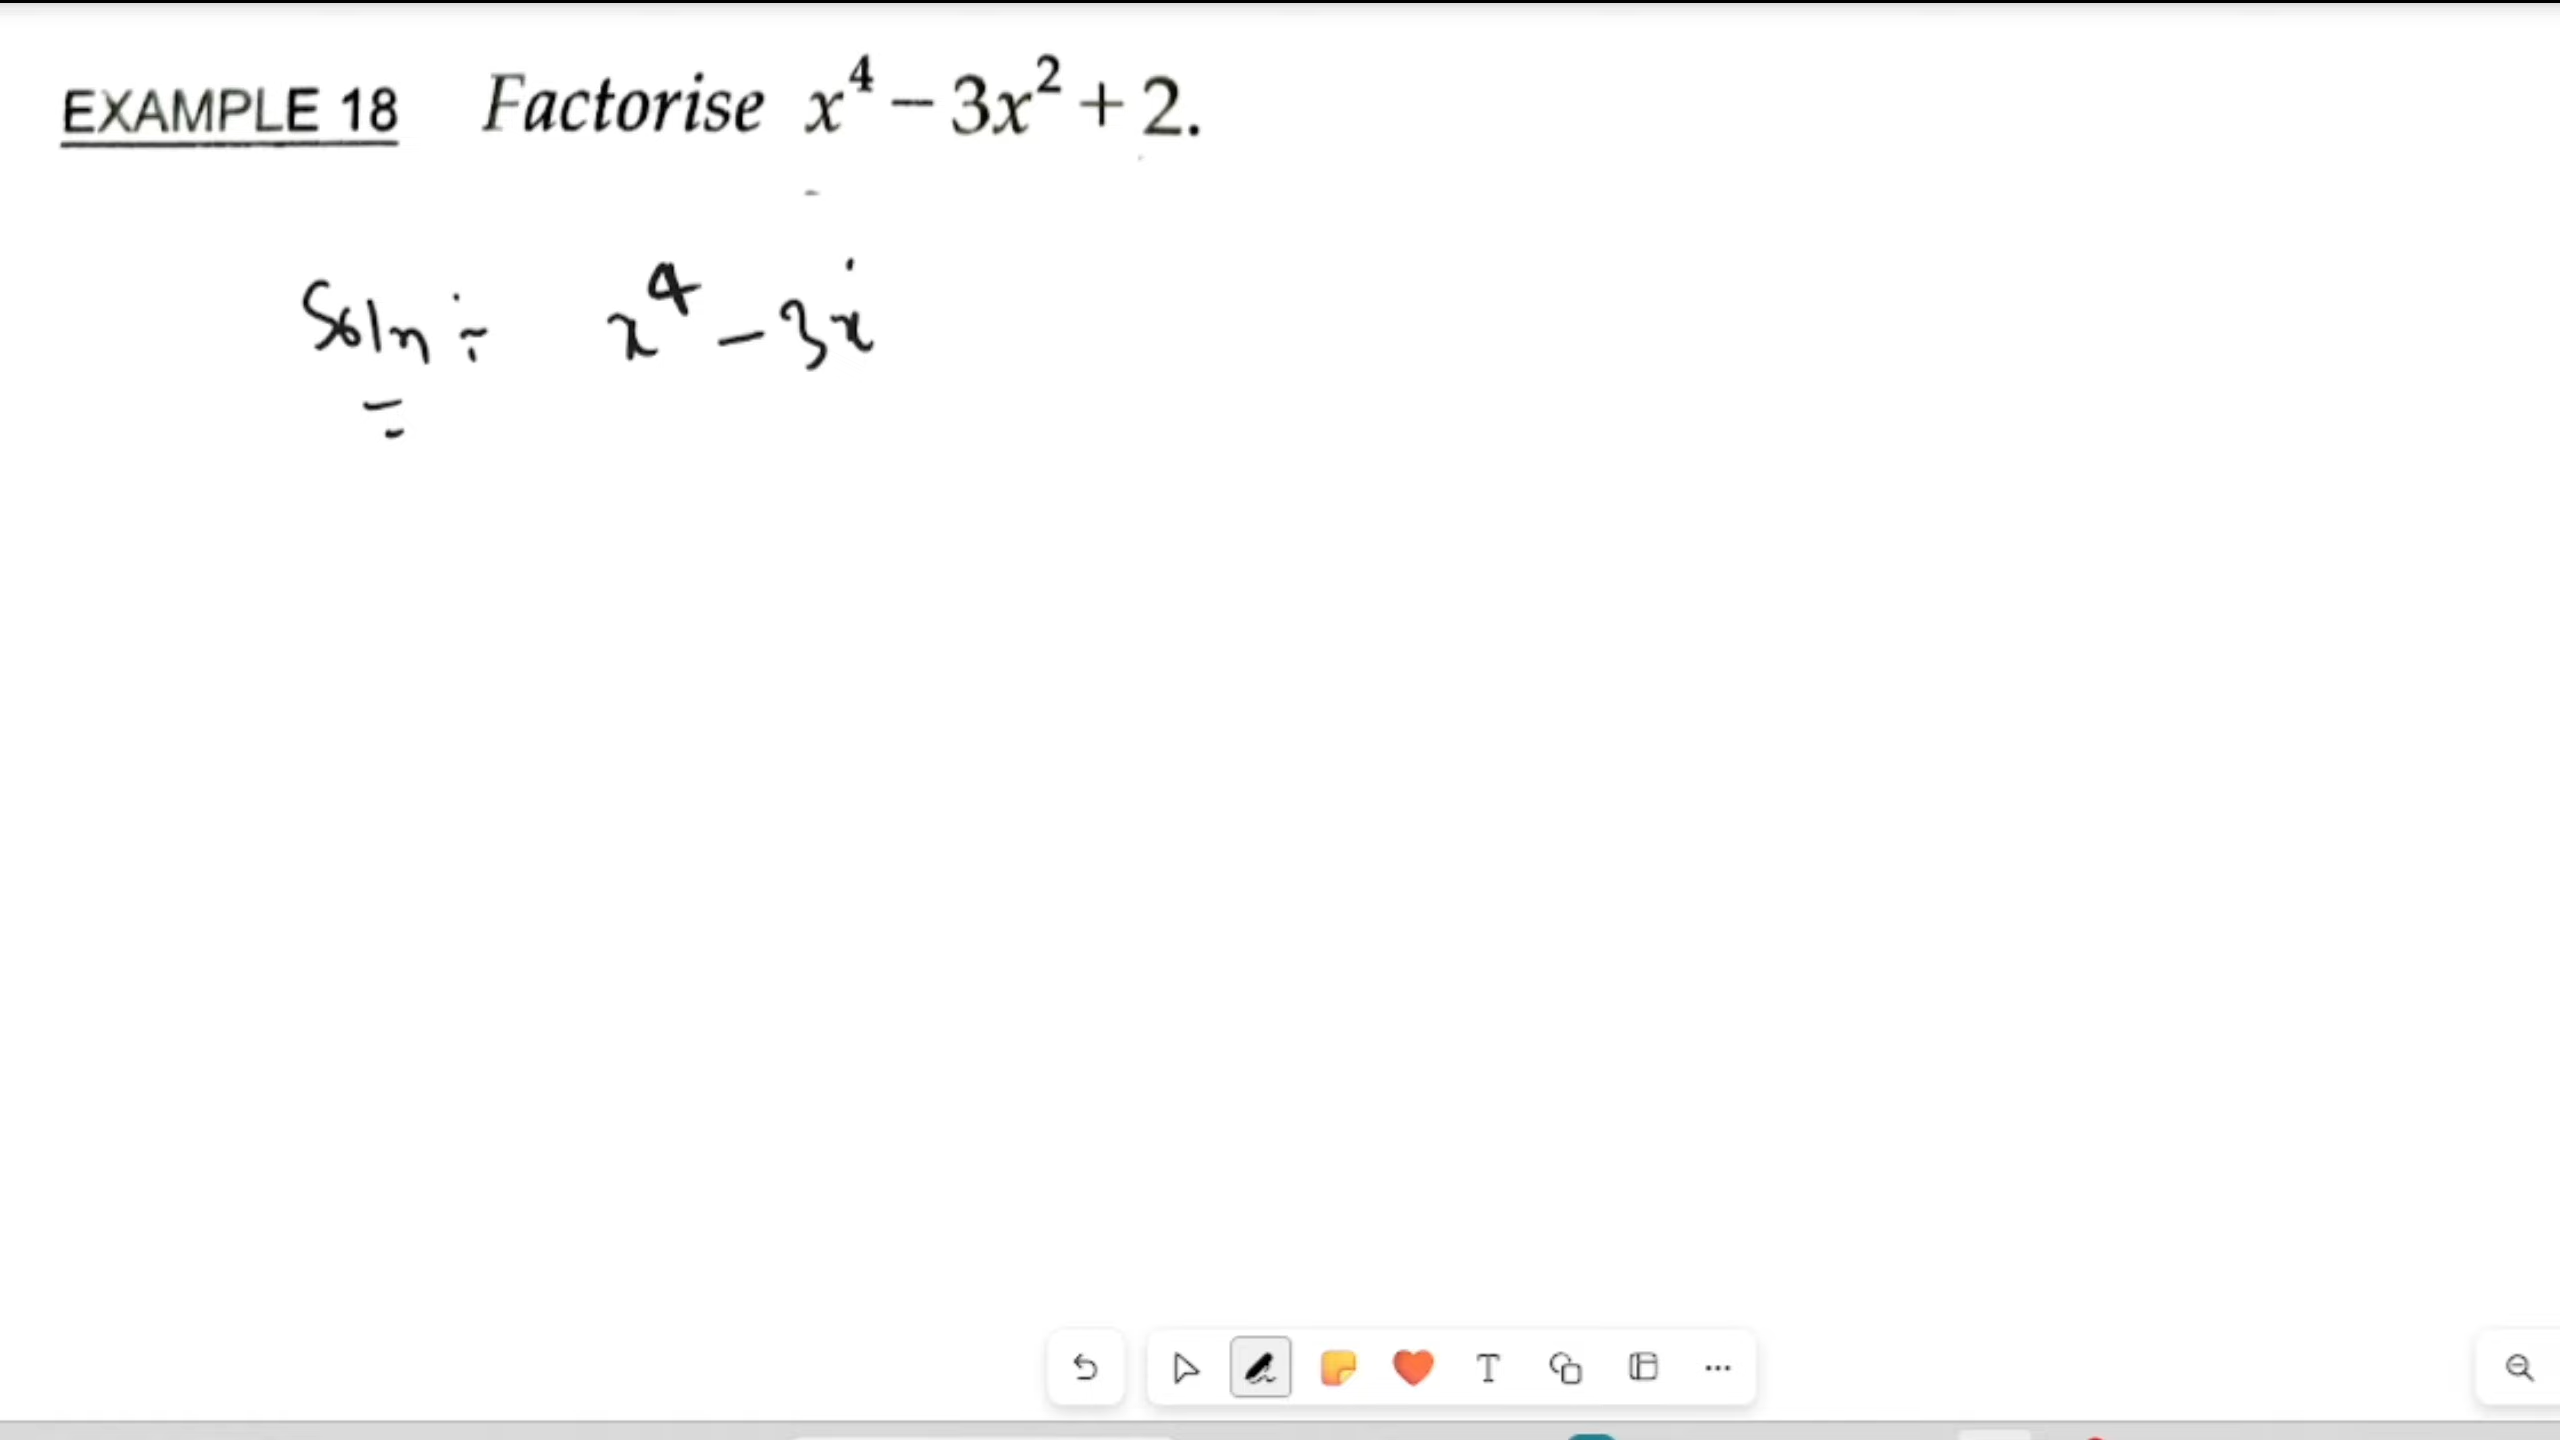 EXAMPLE 18 Factorise x⁴ − 3x² + 2.
Soln : x⁴ − 3x